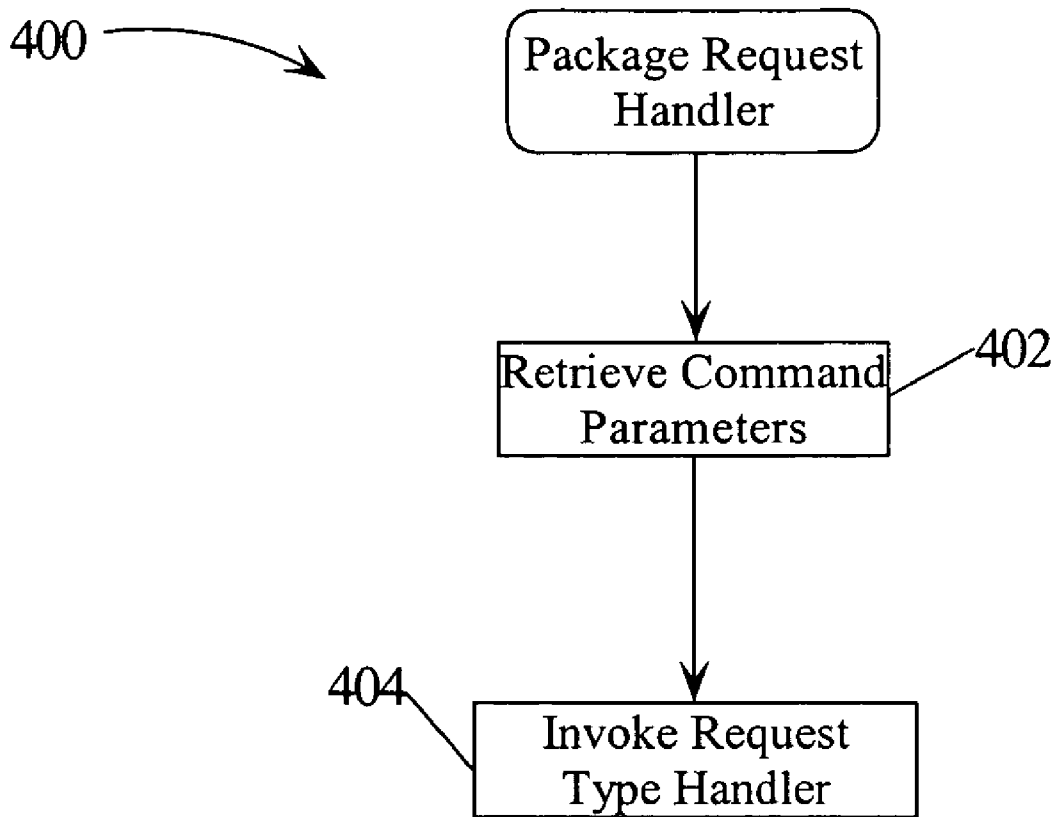 400
Package Request
Handler
Retrieve Command
Parameters
402
404
Invoke Request
Type Handler